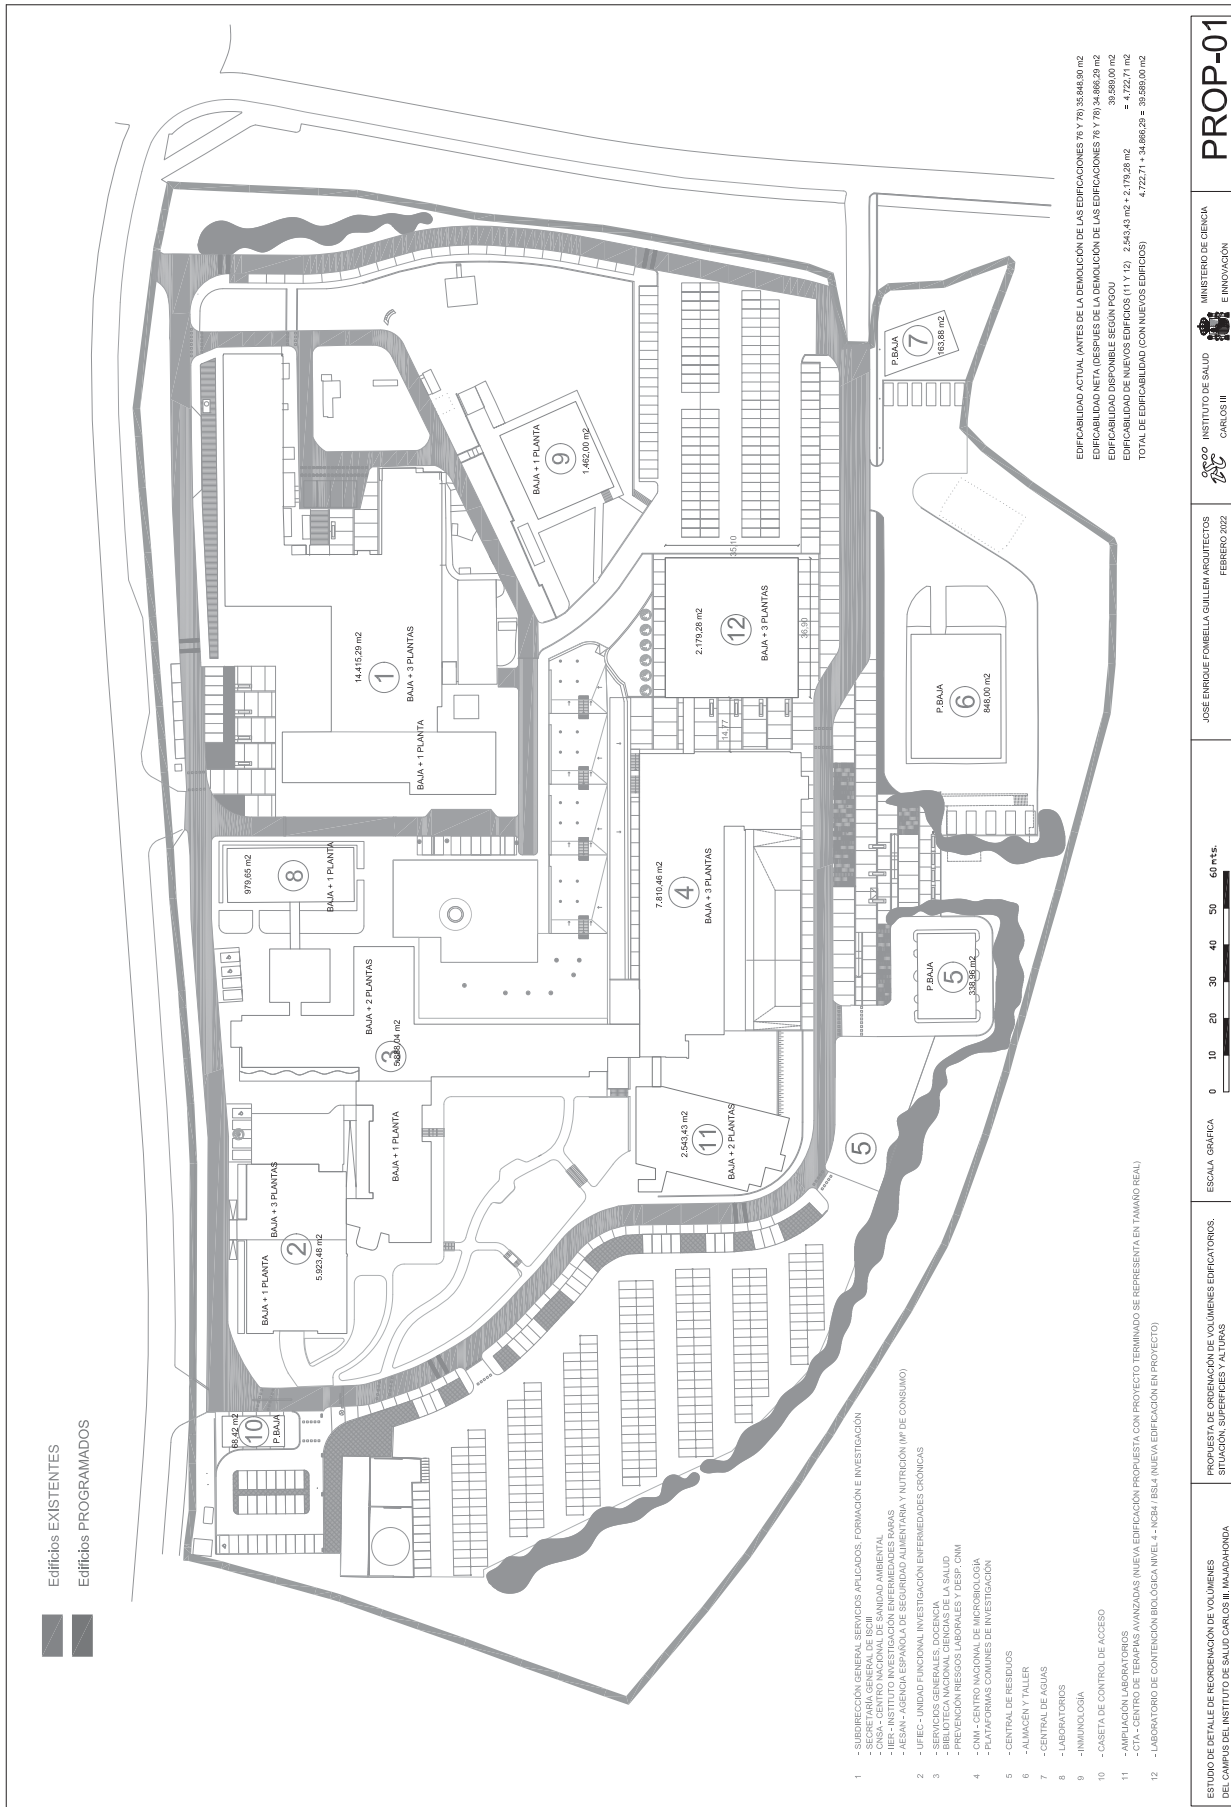 Edificios EXISTENTES
Edificios PROGRAMADOS
14.415,29 m2
1
BAJA + 3 PLANTAS
BAJA + 1 PLANTA
BAJA + 1 PLANTA
9
1.462,00 m2
P.BAJA
7
163,88 m2
35,10
2.179,28 m2
12
BAJA + 3 PLANTAS
36,90
14,77
P.BAJA
6
848,00 m2
979,65 m2
8
BAJA + 1 PLANTA
7.810,46 m2
4
BAJA + 3 PLANTAS
BAJA + 2 PLANTAS
3
BAJA + 1 PLANTA
P.BAJA
5
338,96 m2
2.543,43 m2
11
BAJA + 2 PLANTAS
5
BAJA + 3 PLANTAS
BAJA + 1 PLANTA
2
5.923,48 m2
68,42 m2
10
P.BAJA
EDIFICABILIDAD ACTUAL (ANTES DE LA DEMOLICIÓN DE LAS EDIFICACIONES 76 Y 78) 35.848,90 m2
EDIFICABILIDAD NETA (DESPUES DE LA DEMOLICIÓN DE LAS EDIFICACIONES 76 Y 78) 34.866,29 m2
EDIFICABILIDAD DISPONIBLE SEGÚN PGOU 39.589,00 m2
EDIFICABILIDAD DE NUEVOS EDIFICIOS (11 Y 12) 2.543,43 m2 + 2.179,28 m2 = 4.722,71 m2
TOTAL DE EDIFICABILIDAD (CON NUEVOS EDIFICIOS) 4.722,71 + 34.866,29 = 39.589,00 m2
1 - SUBDIRECCIÓN GENERAL SERVICIOS APLICADOS, FORMACIÓN E INVESTIGACIÓN
- SECRETARÍA GENERAL DE ISCIII
- CNSA - CENTRO NACIONAL DE SANIDAD AMBIENTAL
- IIER - INSTITUTO INVESTIGACIÓN ENFERMEDADES RARAS
- AESAN - AGENCIA ESPAÑOLA DE SEGURIDAD ALIMENTARIA Y NUTRICIÓN (Mº DE CONSUMO)
2 - UFIEC - UNIDAD FUNCIONAL INVESTIGACIÓN ENFERMEDADES CRÓNICAS
3 - SERVICIOS GENERALES, DOCENCIA
- BIBLIOTECA NACIONAL CIENCIAS DE LA SALUD
- PREVENCIÓN RIESGOS LABORALES Y DESP. CNM
4 - CNM - CENTRO NACIONAL DE MICROBIOLOGÍA
- PLATAFORMAS COMUNES DE INVESTIGACIÓN
5 - CENTRAL DE RESIDUOS
6 - ALMACÉN Y TALLER
7 - CENTRAL DE AGUAS
8 - LABORATORIOS
9 - INMUNOLOGÍA
10 - CASETA DE CONTROL DE ACCESO
11 - AMPLIACIÓN LABORATORIOS
- CTA - CENTRO DE TERAPIAS AVANZADAS (NUEVA EDIFICACIÓN PROPUESTA CON PROYECTO TERMINADO SE REPRESENTA EN TAMAÑO REAL)
12 - LABORATORIO DE CONTENCIÓN BIOLÓGICA NIVEL 4 - NCB4 / BSL4 (NUEVA EDIFICACIÓN EN PROYECTO)
ESTUDIO DE DETALLE DE REORDENACIÓN DE VOLÚMENES
DEL CAMPUS DEL INSTITUTO DE SALUD CARLOS III. MAJADAHONDA
PROPUESTA DE ORDENACIÓN DE VOLÚMENES EDIFICATORIOS.
SITUACIÓN, SUPERFICIES Y ALTURAS
ESCALA GRÁFICA
0 10 20 30 40 50 60 mts.
JOSÉ ENRIQUE FOMBELLA GUILLEM ARQUITECTOS
FEBRERO 2022
INSTITUTO DE SALUD
CARLOS III
MINISTERIO DE CIENCIA
E INNOVACIÓN
PROP-01